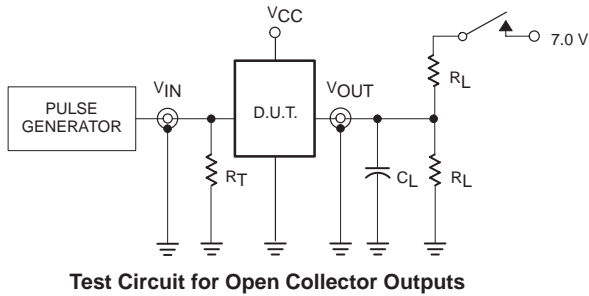 VCC
7.0 V
RL
VIN
VOUT
PULSE
GENERATOR
D.U.T.
RT
CL
RL
Test Circuit for Open Collector Outputs